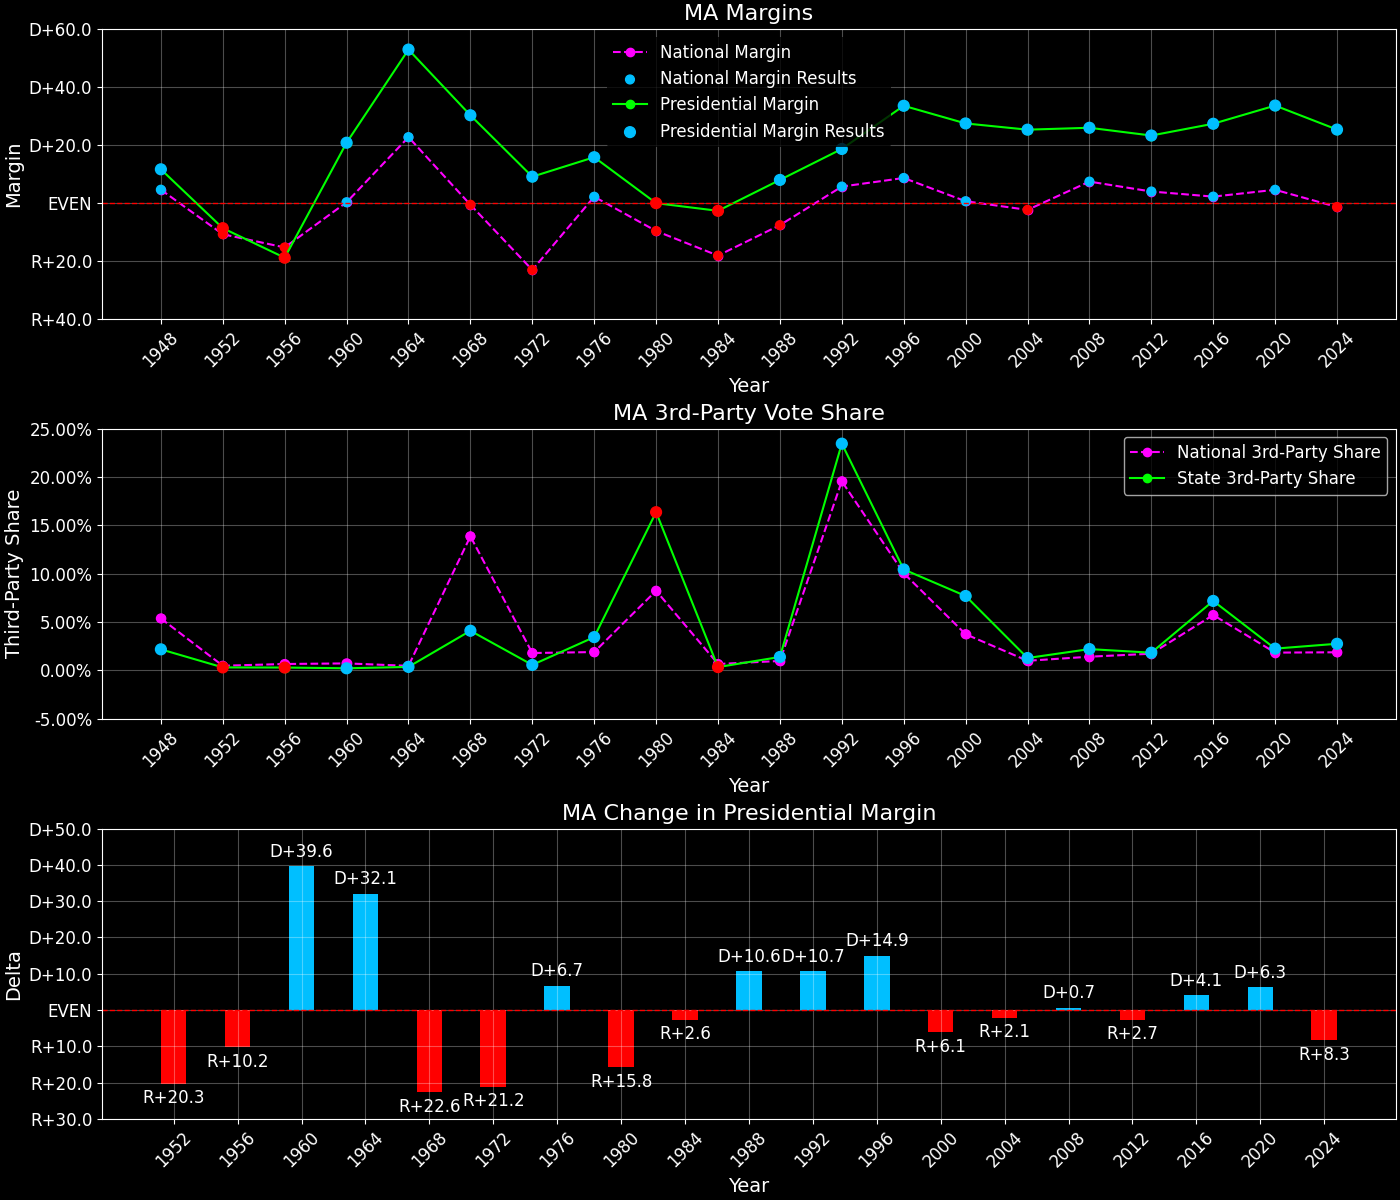 MA Margins
D+60.0
D+40.0
D+20.0
EVEN
R+20.0
R+40.0
Margin
National Margin
National Margin Results
Presidential Margin
Presidential Margin Results
1948 1952 1956 1960 1964 1968 1972 1976 1980 1984 1988 1992 1996 2000 2004 2008 2012 2016 2020 2024
Year
MA 3rd-Party Vote Share
25.00%
20.00%
15.00%
10.00%
5.00%
0.00%
-5.00%
Third-Party Share
National 3rd-Party Share
State 3rd-Party Share
1948 1952 1956 1960 1964 1968 1972 1976 1980 1984 1988 1992 1996 2000 2004 2008 2012 2016 2020 2024
Year
MA Change in Presidential Margin
D+50.0
D+40.0
D+30.0
D+20.0
D+10.0
EVEN
R+10.0
R+20.0
R+30.0
Delta
R+20.3
R+10.2
D+39.6
D+32.1
R+22.6
R+21.2
D+6.7
R+15.8
R+2.6
D+10.6
D+10.7
D+14.9
R+6.1
R+2.1
D+0.7
R+2.7
D+4.1
D+6.3
R+8.3
1952 1956 1960 1964 1968 1972 1976 1980 1984 1988 1992 1996 2000 2004 2008 2012 2016 2020 2024
Year